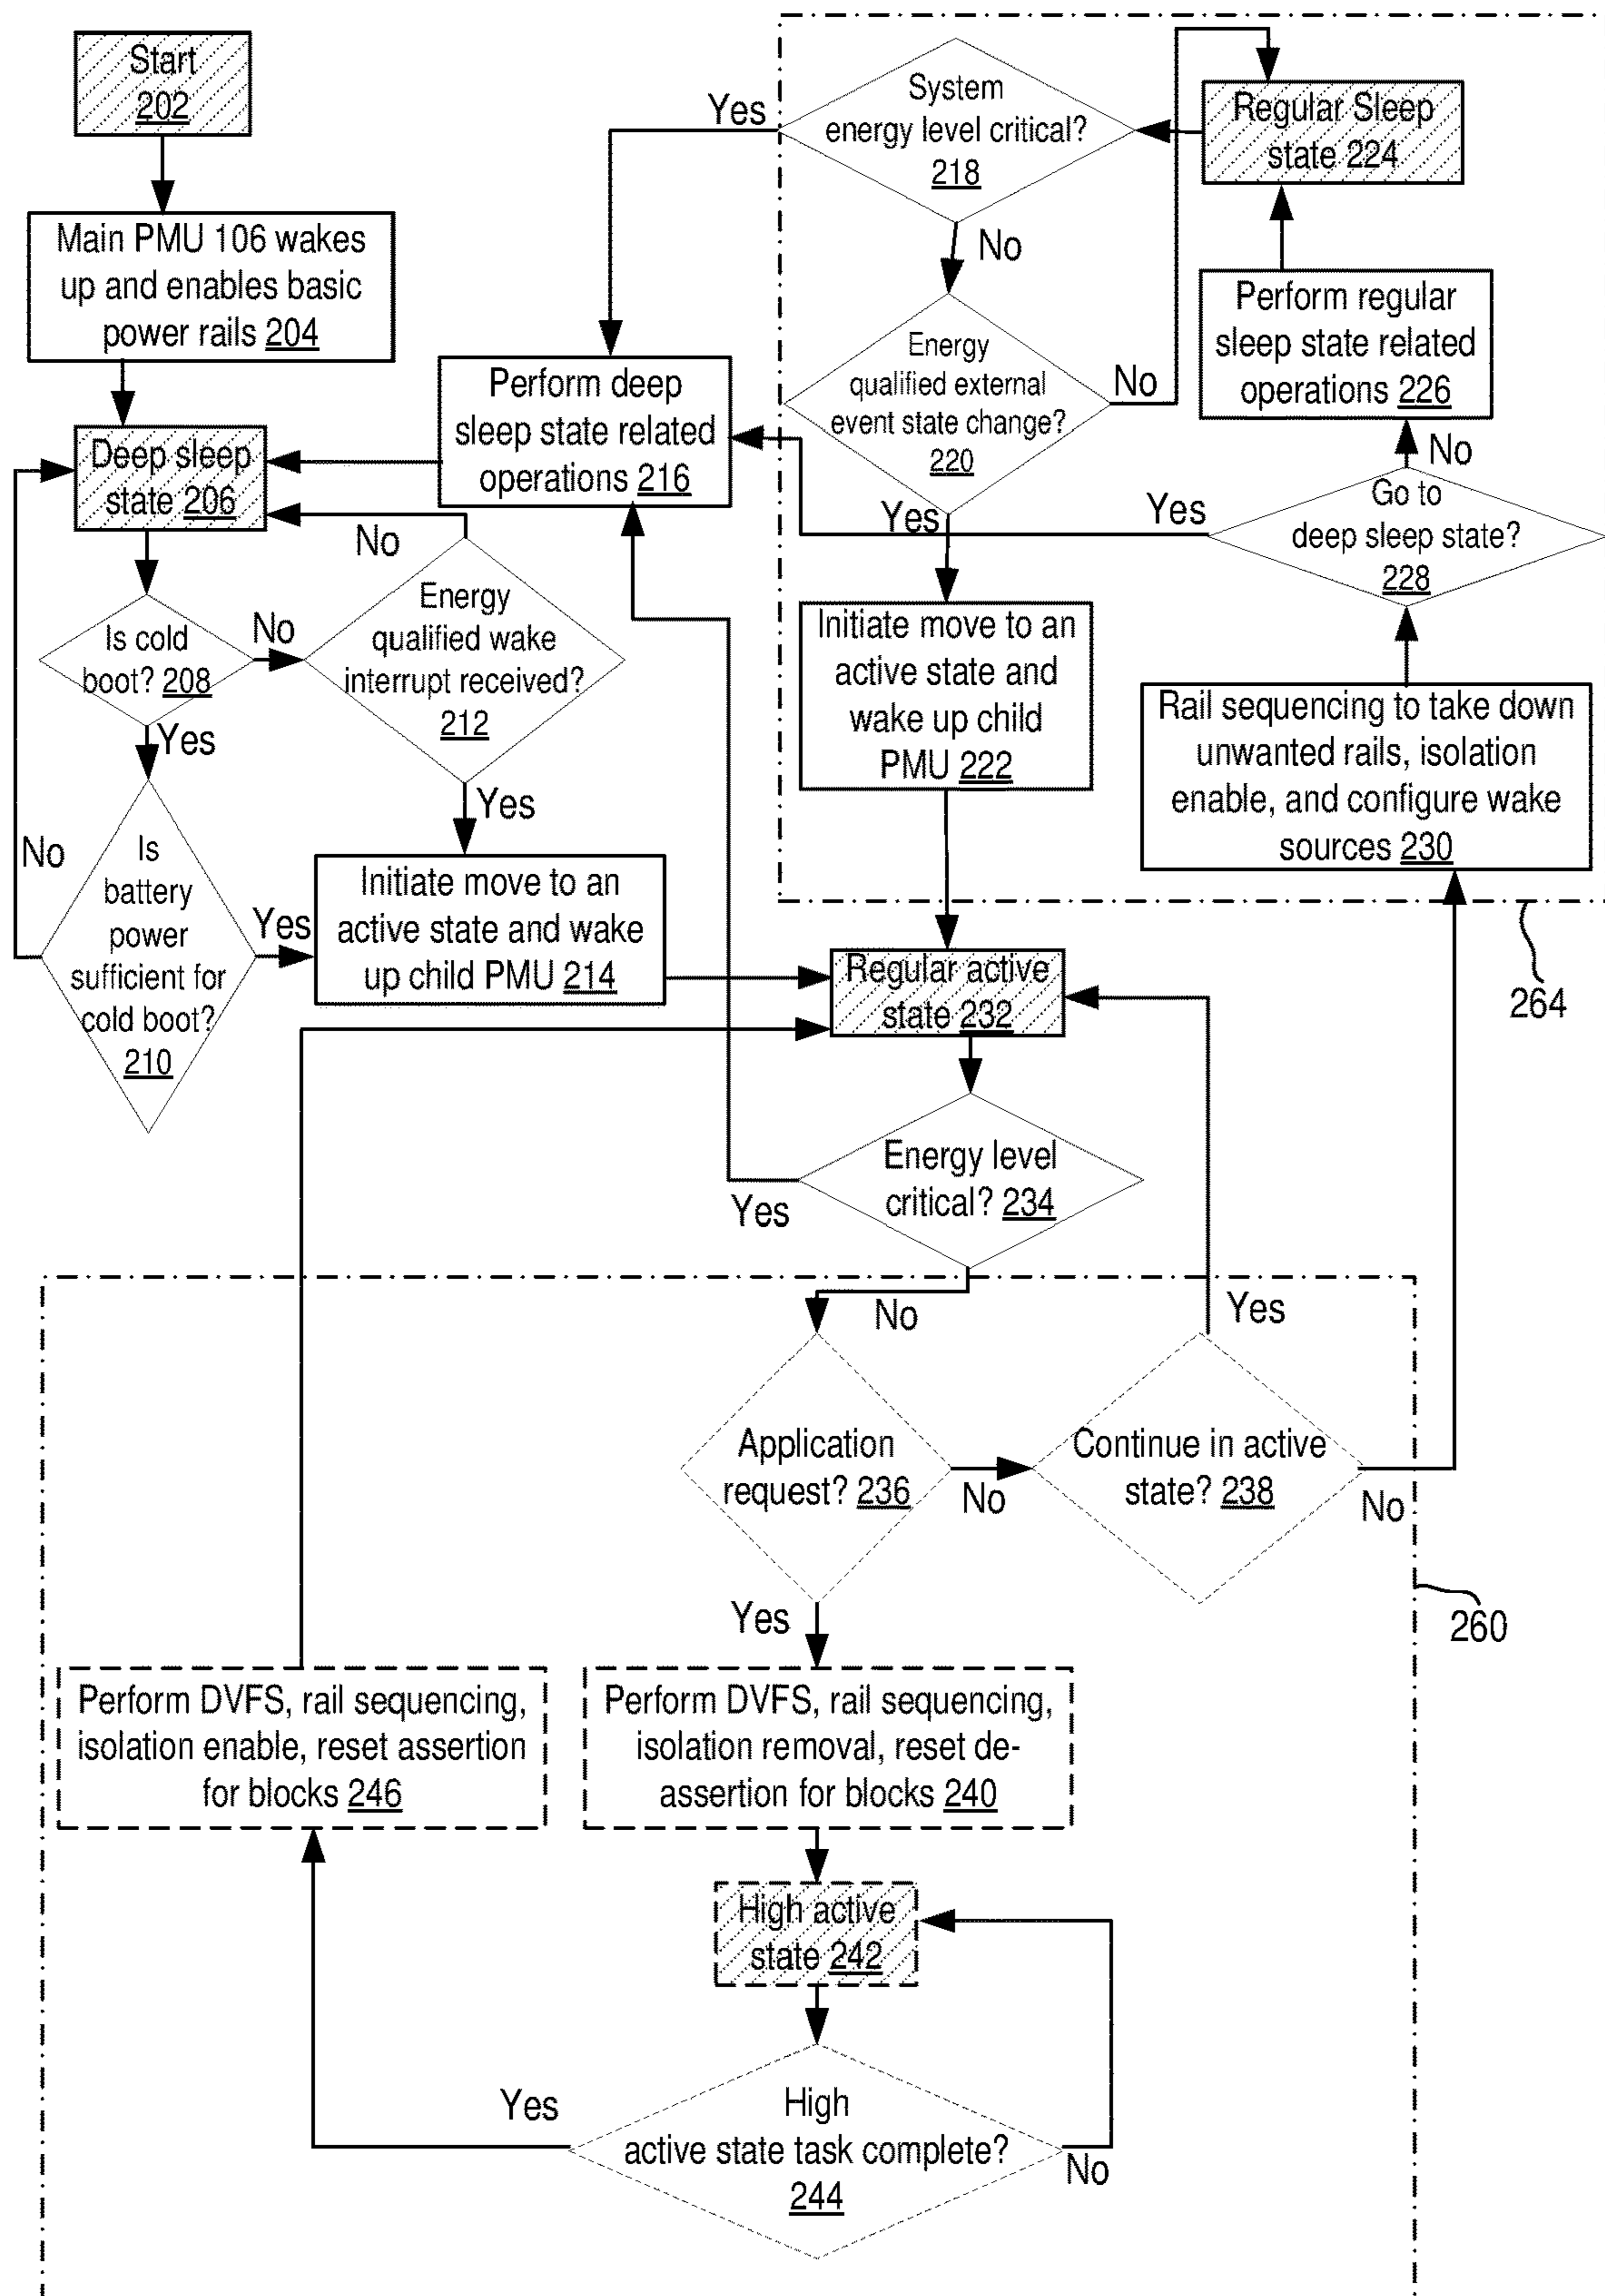 Start
202
Main PMU 106 wakes
up and enables basic
power rails 204
Deep sleep
state 206
Is cold
boot? 208
No
Yes
Is
battery
power
sufficient for
cold boot?
210
No
Yes
Energy
qualified wake
interrupt received?
212
No
Yes
Initiate move to an
active state and wake
up child PMU 214
Perform deep
sleep state related
operations 216
System
energy level critical?
218
Yes
No
Energy
qualified external
event state change?
220
No
Yes
Initiate move to an
active state and
wake up child
PMU 222
Regular Sleep
state 224
Perform regular
sleep state related
operations 226
No
Go to
deep sleep state?
228
Yes
Rail sequencing to take down
unwanted rails, isolation
enable, and configure wake
sources 230
264
Regular active
state 232
Energy level
critical? 234
Yes
No
Application
request? 236
No
Yes
Continue in active
state? 238
Yes
No
260
Perform DVFS, rail sequencing,
isolation enable, reset assertion
for blocks 246
Perform DVFS, rail sequencing,
isolation removal, reset de-
assertion for blocks 240
High active
state 242
High
active state task complete?
244
Yes
No